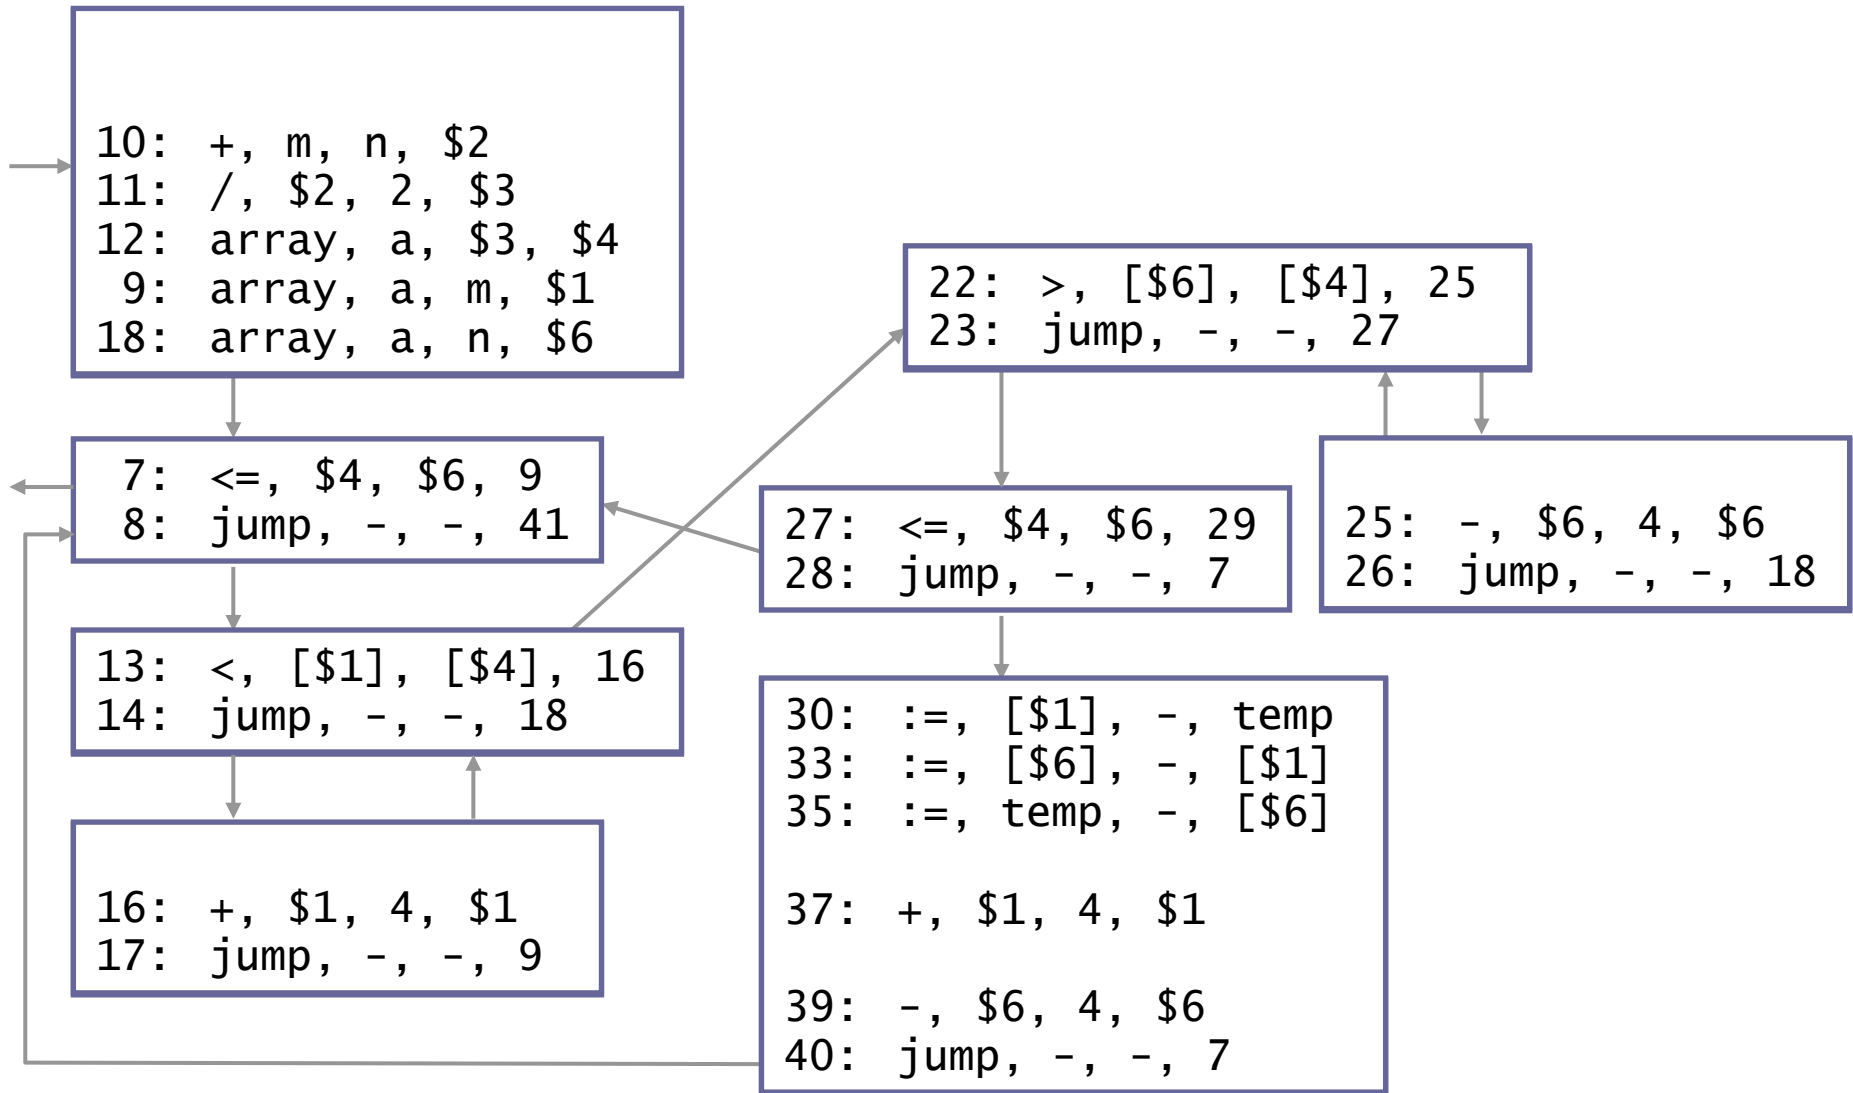 10: +, m, n, $2
11: /, $2, 2, $3
12: array, a, $3, $4
9: array, a, m, $1
18: array, a, n, $6
7: <=, $4, $6, 9
8: jump, -, -, 41
13: <, [$1], [$4], 16
14: jump, -, -, 18
16: +, $1, 4, $1
17: jump, -, -, 9
22: >, [$6], [$4], 25
23: jump, -, -, 27
27: <=, $4, $6, 29
28: jump, -, -, 7
25: -, $6, 4, $6
26: jump, -, -, 18
30: :=, [$1], -, temp
33: :=, [$6], -, [$1]
35: :=, temp, -, [$6]
37: +, $1, 4, $1
39: -, $6, 4, $6
40: jump, -, -, 7